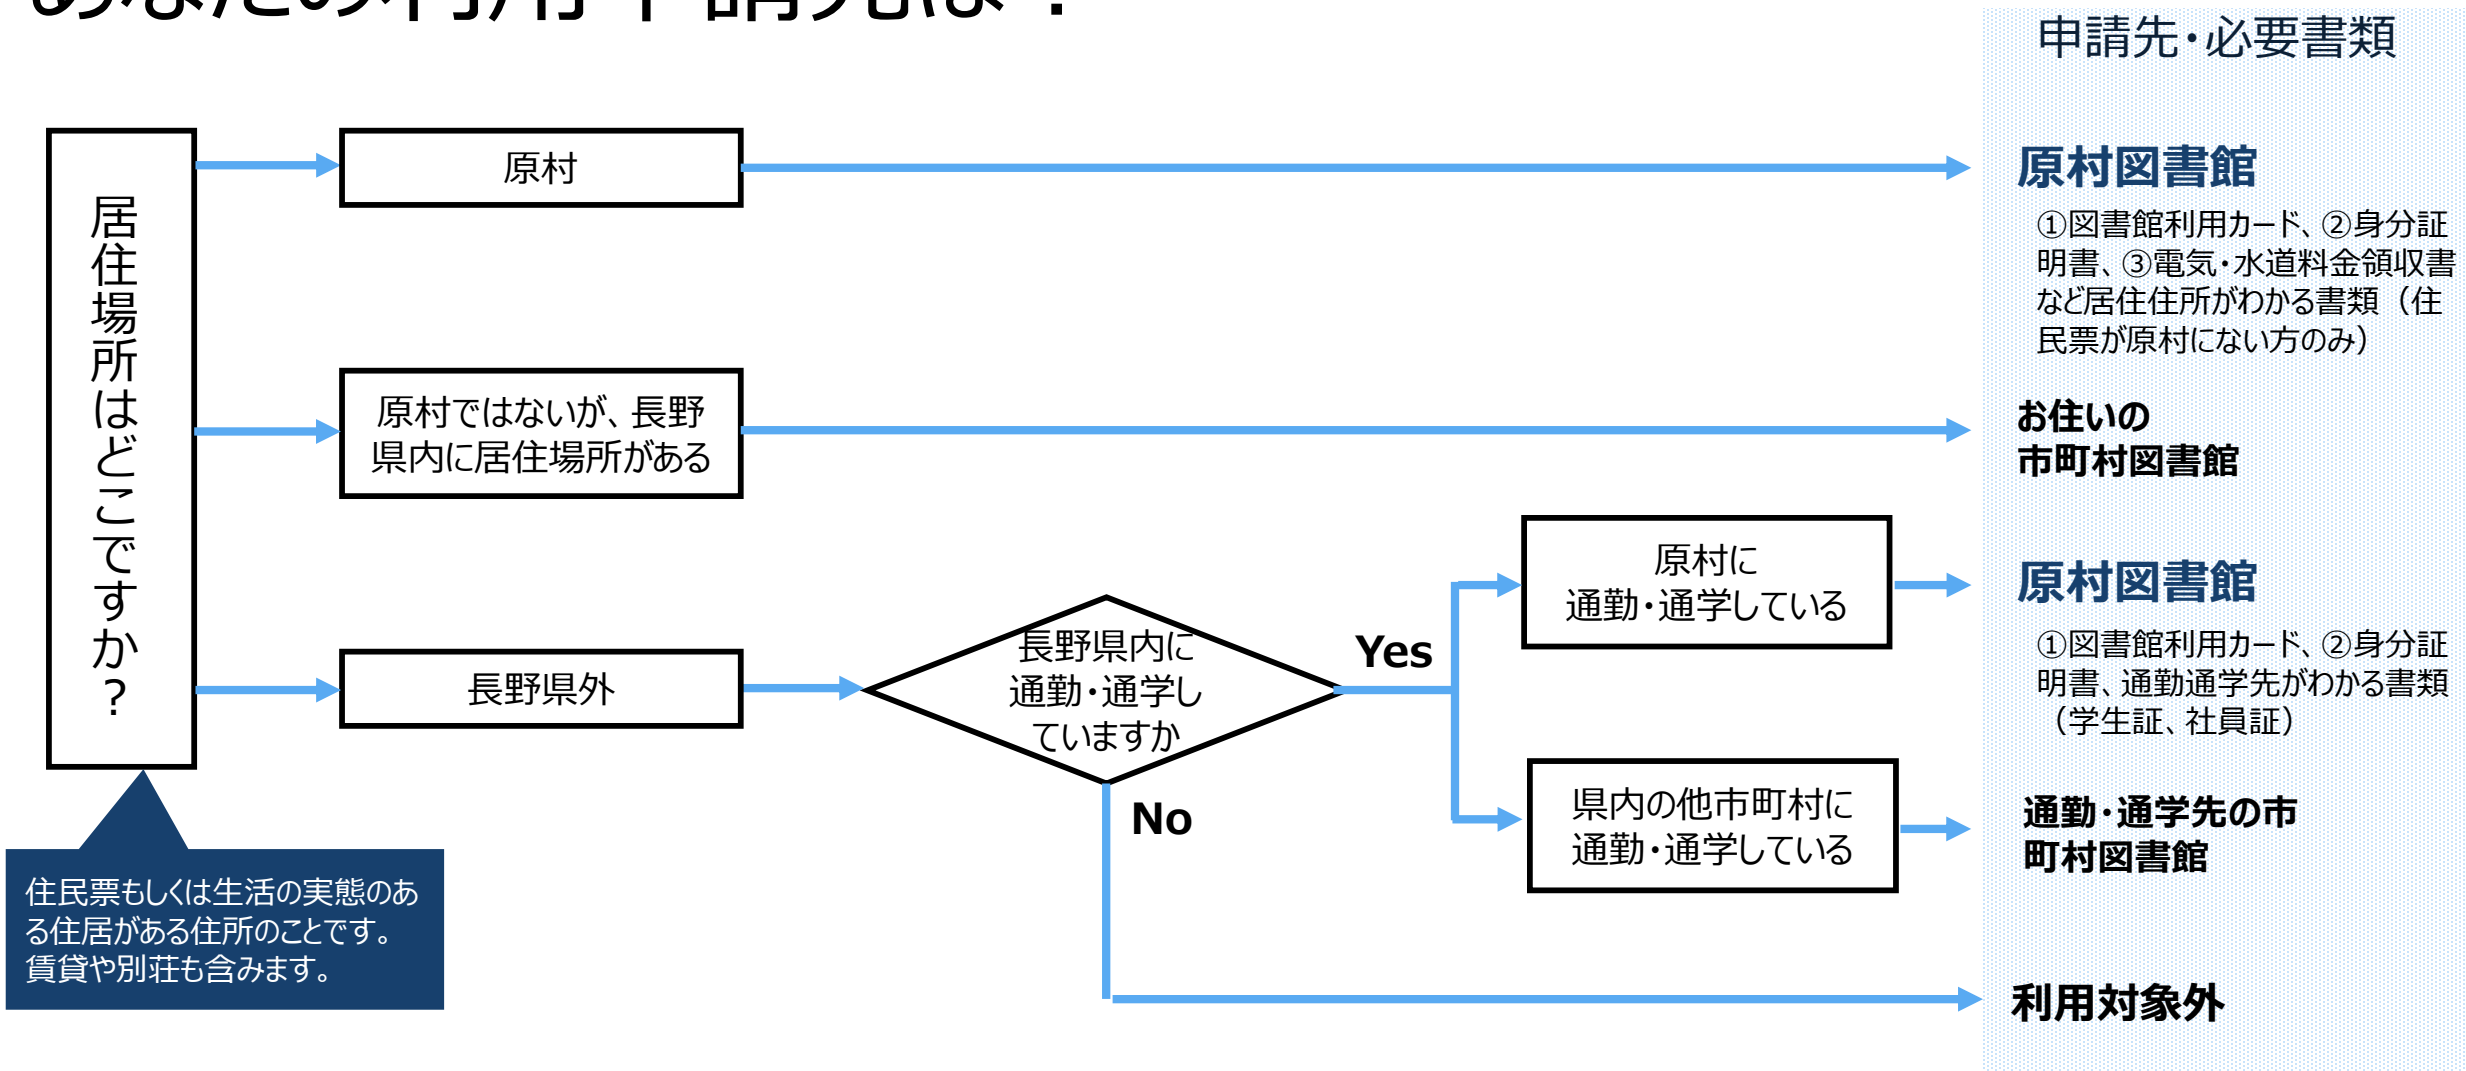 あなたの利用申請先は？
申請先・必要書類
居住場所はどこですか？
原村
原村図書館
①図書館利用カード、②身分証
明書、③電気・水道料金領収書
など居住住所がわかる書類（住
民票が原村にない方のみ）
原村ではないが、長野
県内に居住場所がある
お住いの
市町村図書館
長野県外
長野県内に
通勤・通学し
ていますか
Yes
No
原村に
通勤・通学している
原村図書館
①図書館利用カード、②身分証
明書、通勤通学先がわかる書類
（学生証、社員証）
県内の他市町村に
通勤・通学している
通勤・通学先の市
町村図書館
利用対象外
住民票もしくは生活の実態のあ
る住居がある住所のことです。
賃貸や別荘も含みます。